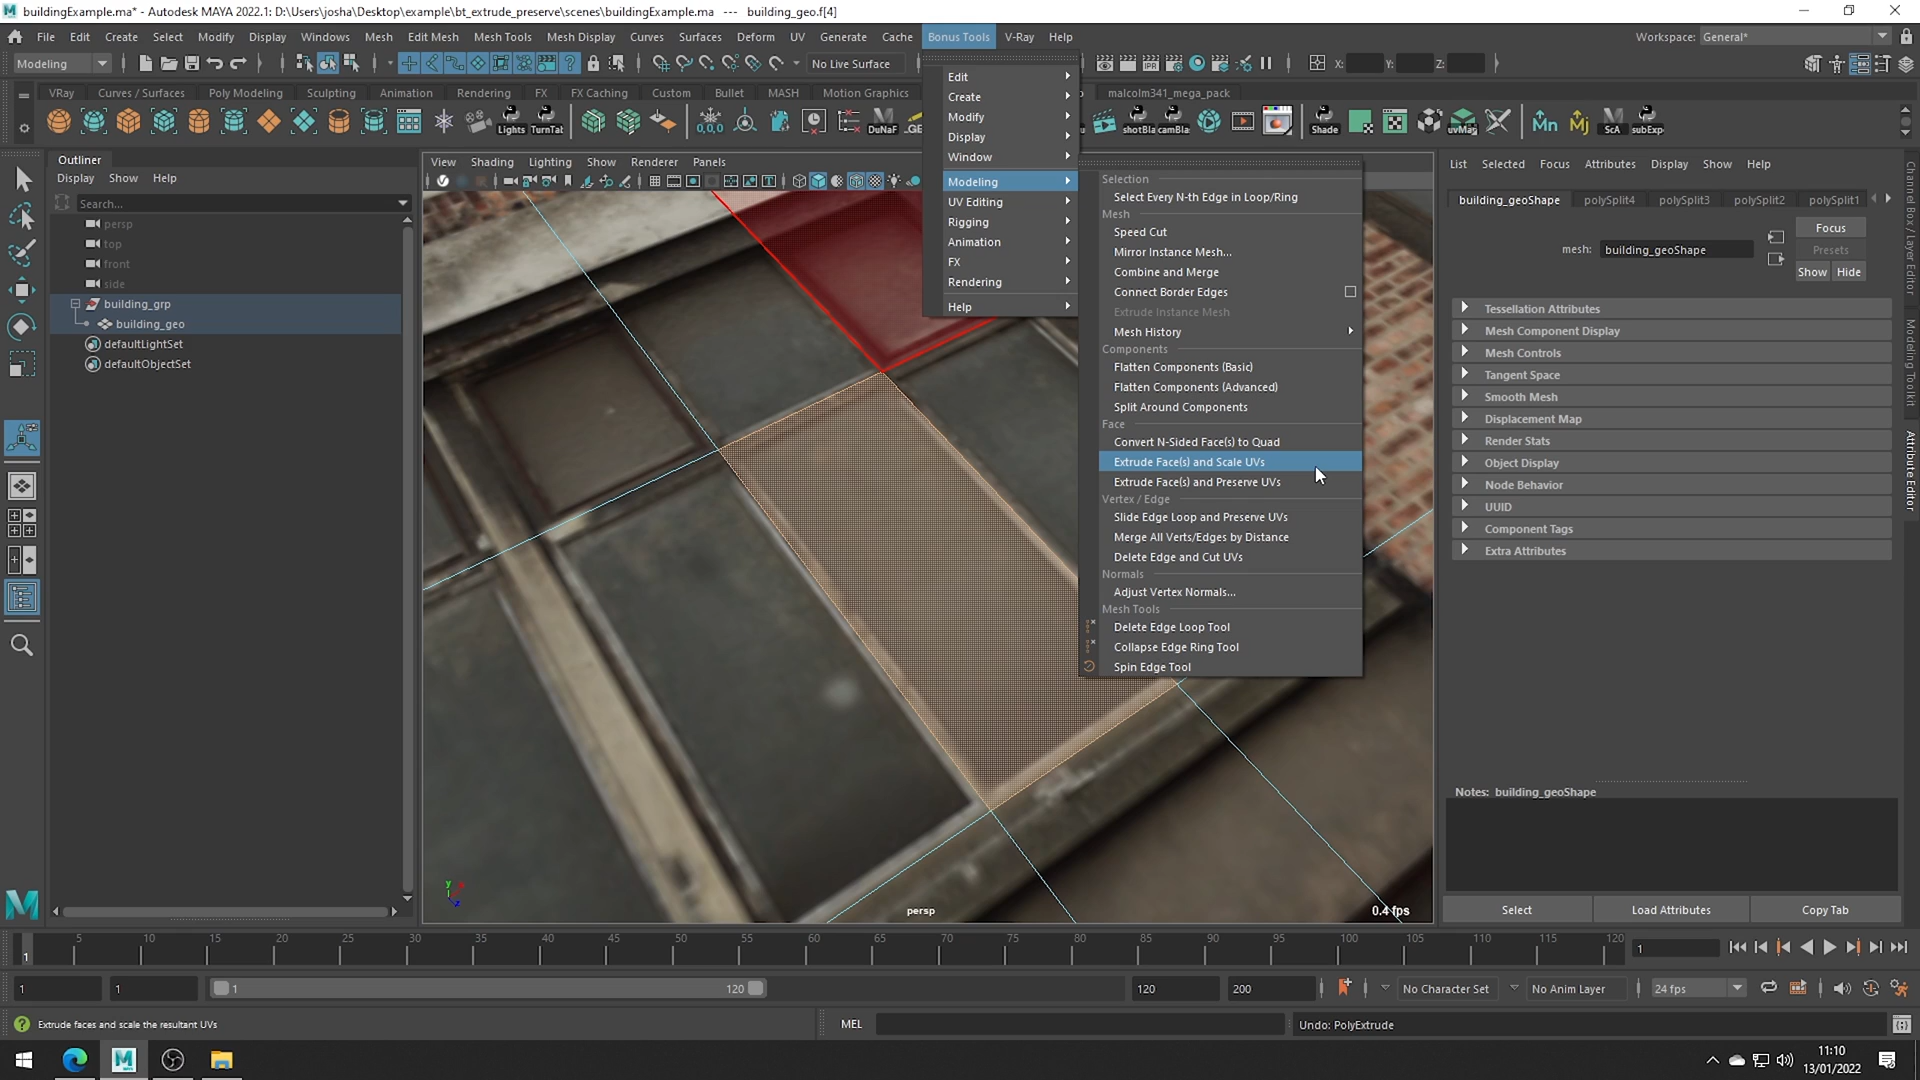 buildingExample.ma* - Autodesk MAYA 2022.1: D:\Users\josha\Desktop\example\bt_extrude_preserve\scenes\buildingExample.ma --- building_geo.f[4]
File Edit Create Select Modify Display Windows Mesh Edit Mesh Mesh Tools Mesh Display Curves Surfaces Deform UV Generate Cache Bonus Tools V-Ray Help
Workspace: General*
Modeling
No Live Surface
X: Y: Z:
VRay Curves / Surfaces Poly Modeling Sculpting Animation Rendering FX FX Caching Custom Bullet MASH Motion Graphics malcolm341_mega_pack
Lights TurnTab 0,0,0 DuNaF shotBla camBla Shade uvMag Mn Mj ScA subExp
Outliner
Display Show Help
Search...
persp
top
front
side
building_grp
building_geo
defaultLightSet
defaultObjectSet
View Shading Lighting Show Renderer Panels
Edit
Create
Modify
Display
Window
Modeling
UV Editing
Rigging
Animation
FX
Rendering
Help
Selection
Select Every N-th Edge in Loop/Ring
Mesh
Speed Cut
Mirror Instance Mesh...
Combine and Merge
Connect Border Edges
Extrude Instance Mesh
Mesh History
Components
Flatten Components (Basic)
Flatten Components (Advanced)
Split Around Components
Face
Convert N-Sided Face(s) to Quad
Extrude Face(s) and Scale UVs
Extrude Face(s) and Preserve UVs
Vertex / Edge
Slide Edge Loop and Preserve UVs
Merge All Verts/Edges by Distance
Delete Edge and Cut UVs
Normals
Adjust Vertex Normals...
Mesh Tools
Delete Edge Loop Tool
Collapse Edge Ring Tool
Spin Edge Tool
y
z
persp
0.4 fps
List Selected Focus Attributes Display Show Help
building_geoShape polySplit4 polySplit3 polySplit2 polySplit1
mesh: building_geoShape
Focus
Presets
Show Hide
Tessellation Attributes
Mesh Component Display
Mesh Controls
Tangent Space
Smooth Mesh
Displacement Map
Render Stats
Object Display
Node Behavior
UUID
Component Tags
Extra Attributes
Notes: building_geoShape
Select Load Attributes Copy Tab
Channel Box / Layer Editor
Modeling Toolkit
Attribute Editor
5 10 15 20 25 30 35 40 45 50 55 60 65 70 75 80 85 90 95 100 105 110 115 120
1
1
1 1 1 120 120 200 No Character Set No Anim Layer 24 fps
Extrude faces and scale the resultant UVs
MEL
Undo: PolyExtrude
11:10
13/01/2022